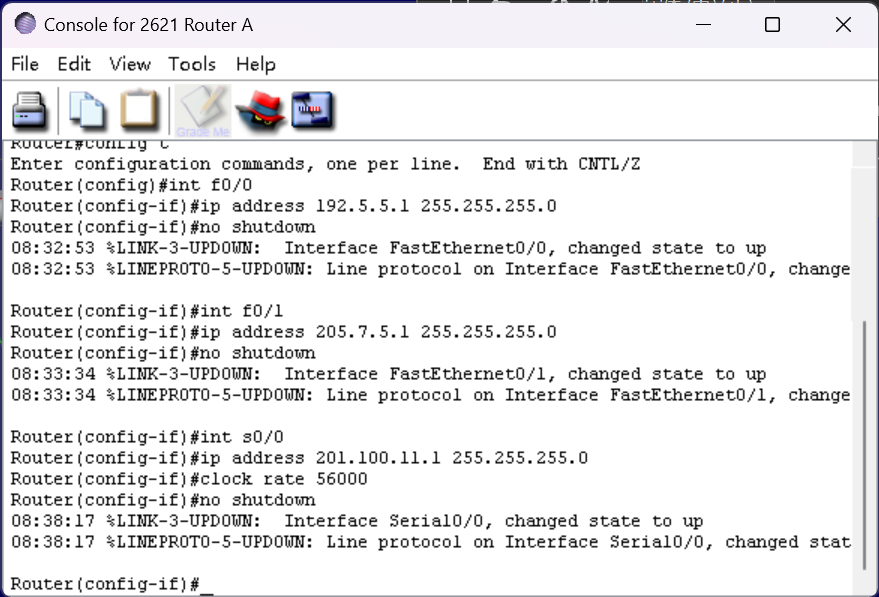 Console for 2621 Router A
File Edit View Tools Help
Grade Me
Router#config t
Enter configuration commands, one per line.  End with CNTL/Z
Router(config)#int f0/0
Router(config-if)#ip address 192.5.5.1 255.255.255.0
Router(config-if)#no shutdown
08:32:53 %LINK-3-UPDOWN:  Interface FastEthernet0/0, changed state to up
08:32:53 %LINEPROTO-5-UPDOWN: Line protocol on Interface FastEthernet0/0, change
Router(config-if)#int f0/1
Router(config-if)#ip address 205.7.5.1 255.255.255.0
Router(config-if)#no shutdown
08:33:34 %LINK-3-UPDOWN:  Interface FastEthernet0/1, changed state to up
08:33:34 %LINEPROTO-5-UPDOWN: Line protocol on Interface FastEthernet0/1, change
Router(config-if)#int s0/0
Router(config-if)#ip address 201.100.11.1 255.255.255.0
Router(config-if)#clock rate 56000
Router(config-if)#no shutdown
08:38:17 %LINK-3-UPDOWN:  Interface Serial0/0, changed state to up
08:38:17 %LINEPROTO-5-UPDOWN: Line protocol on Interface Serial0/0, changed stat
Router(config-if)#_